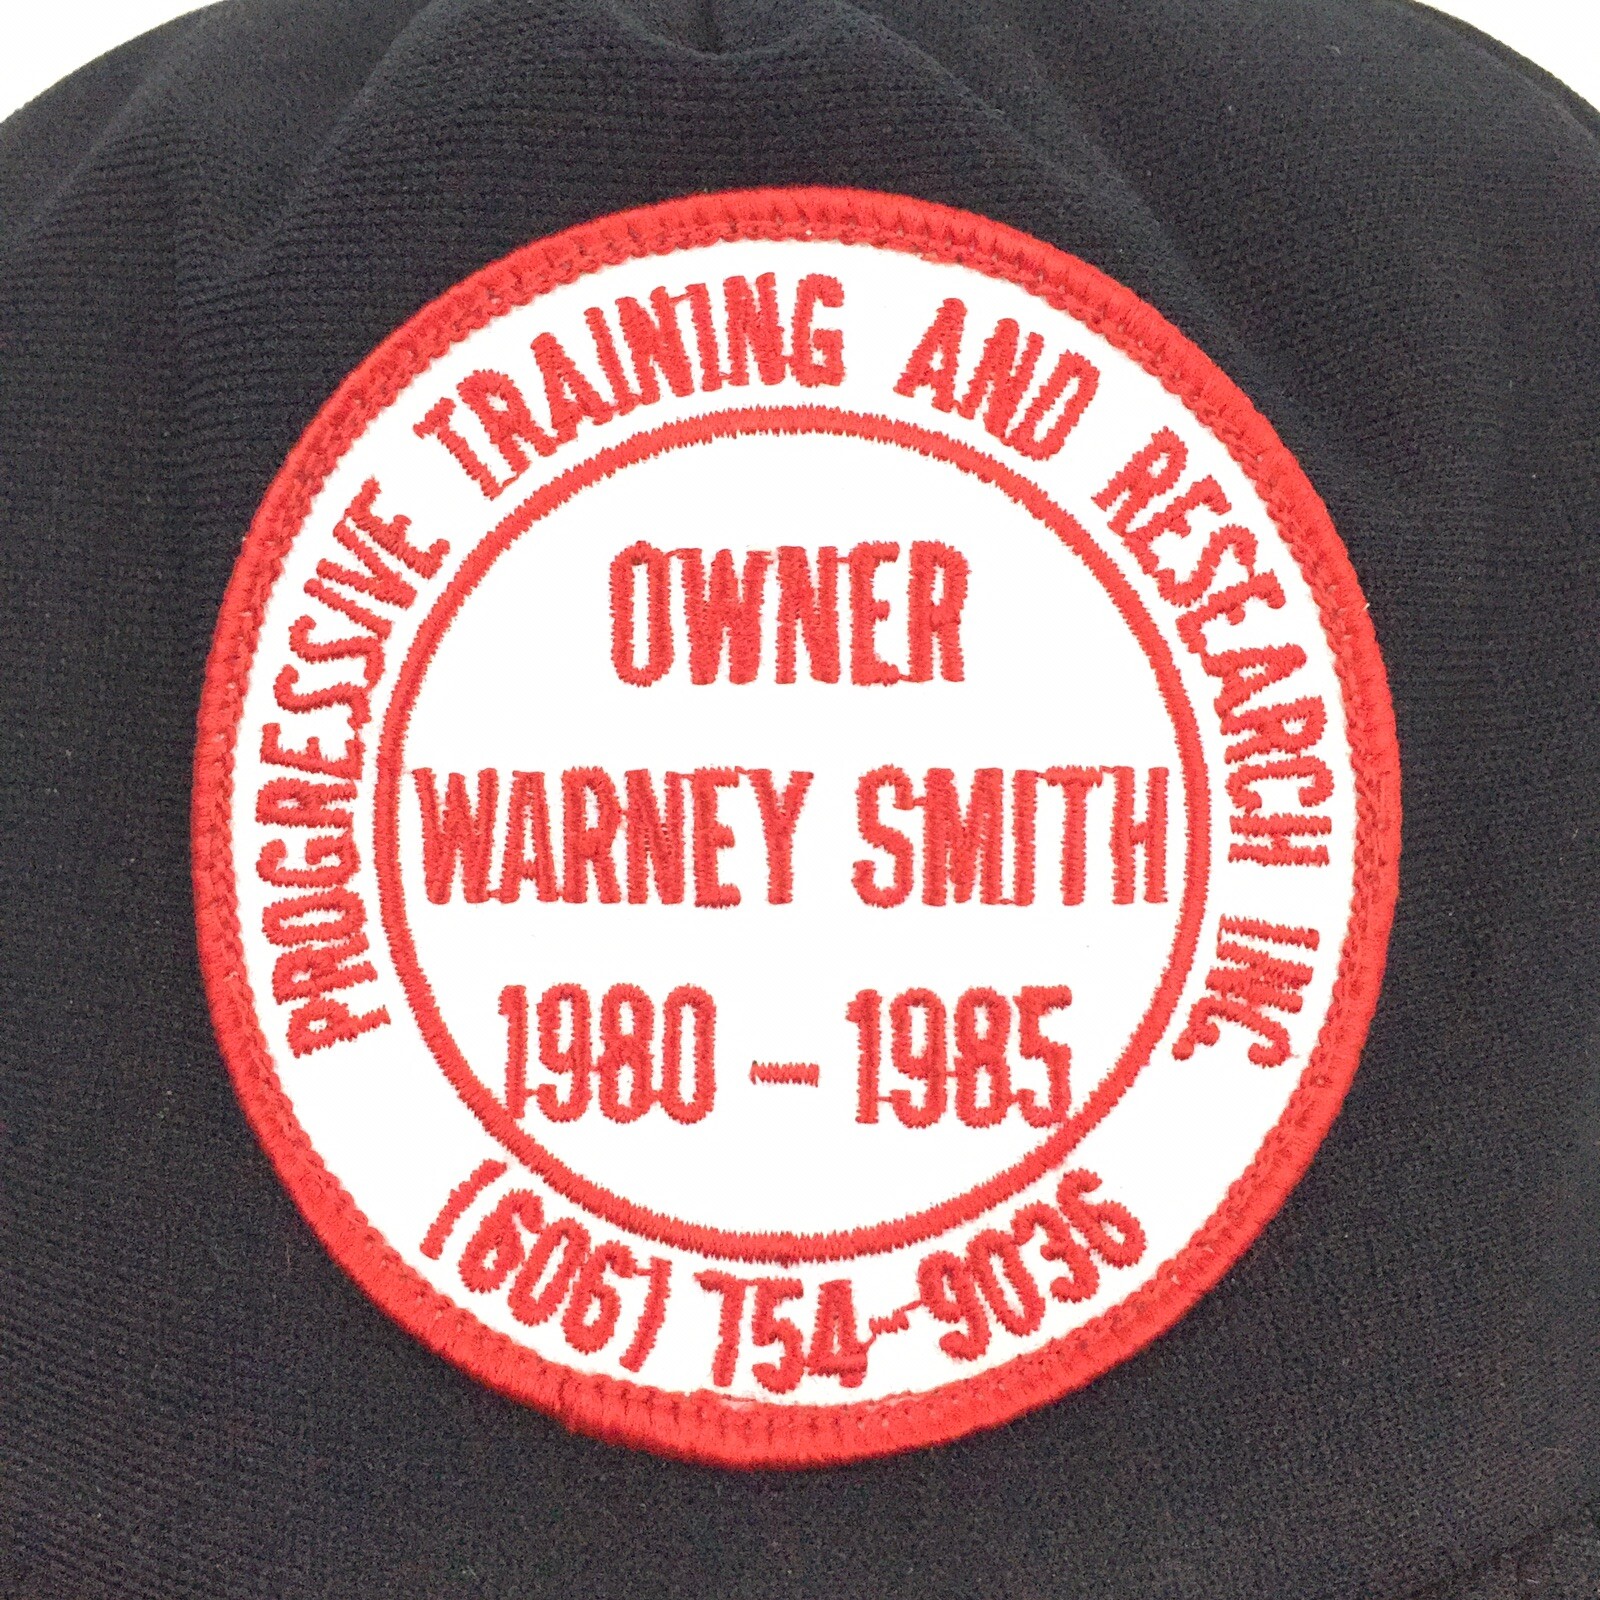 PROGRESSIVE TRAINING AND RESEARCH INC
OWNER
WARNEY SMITH
1980 - 1985
(606) 754-9036